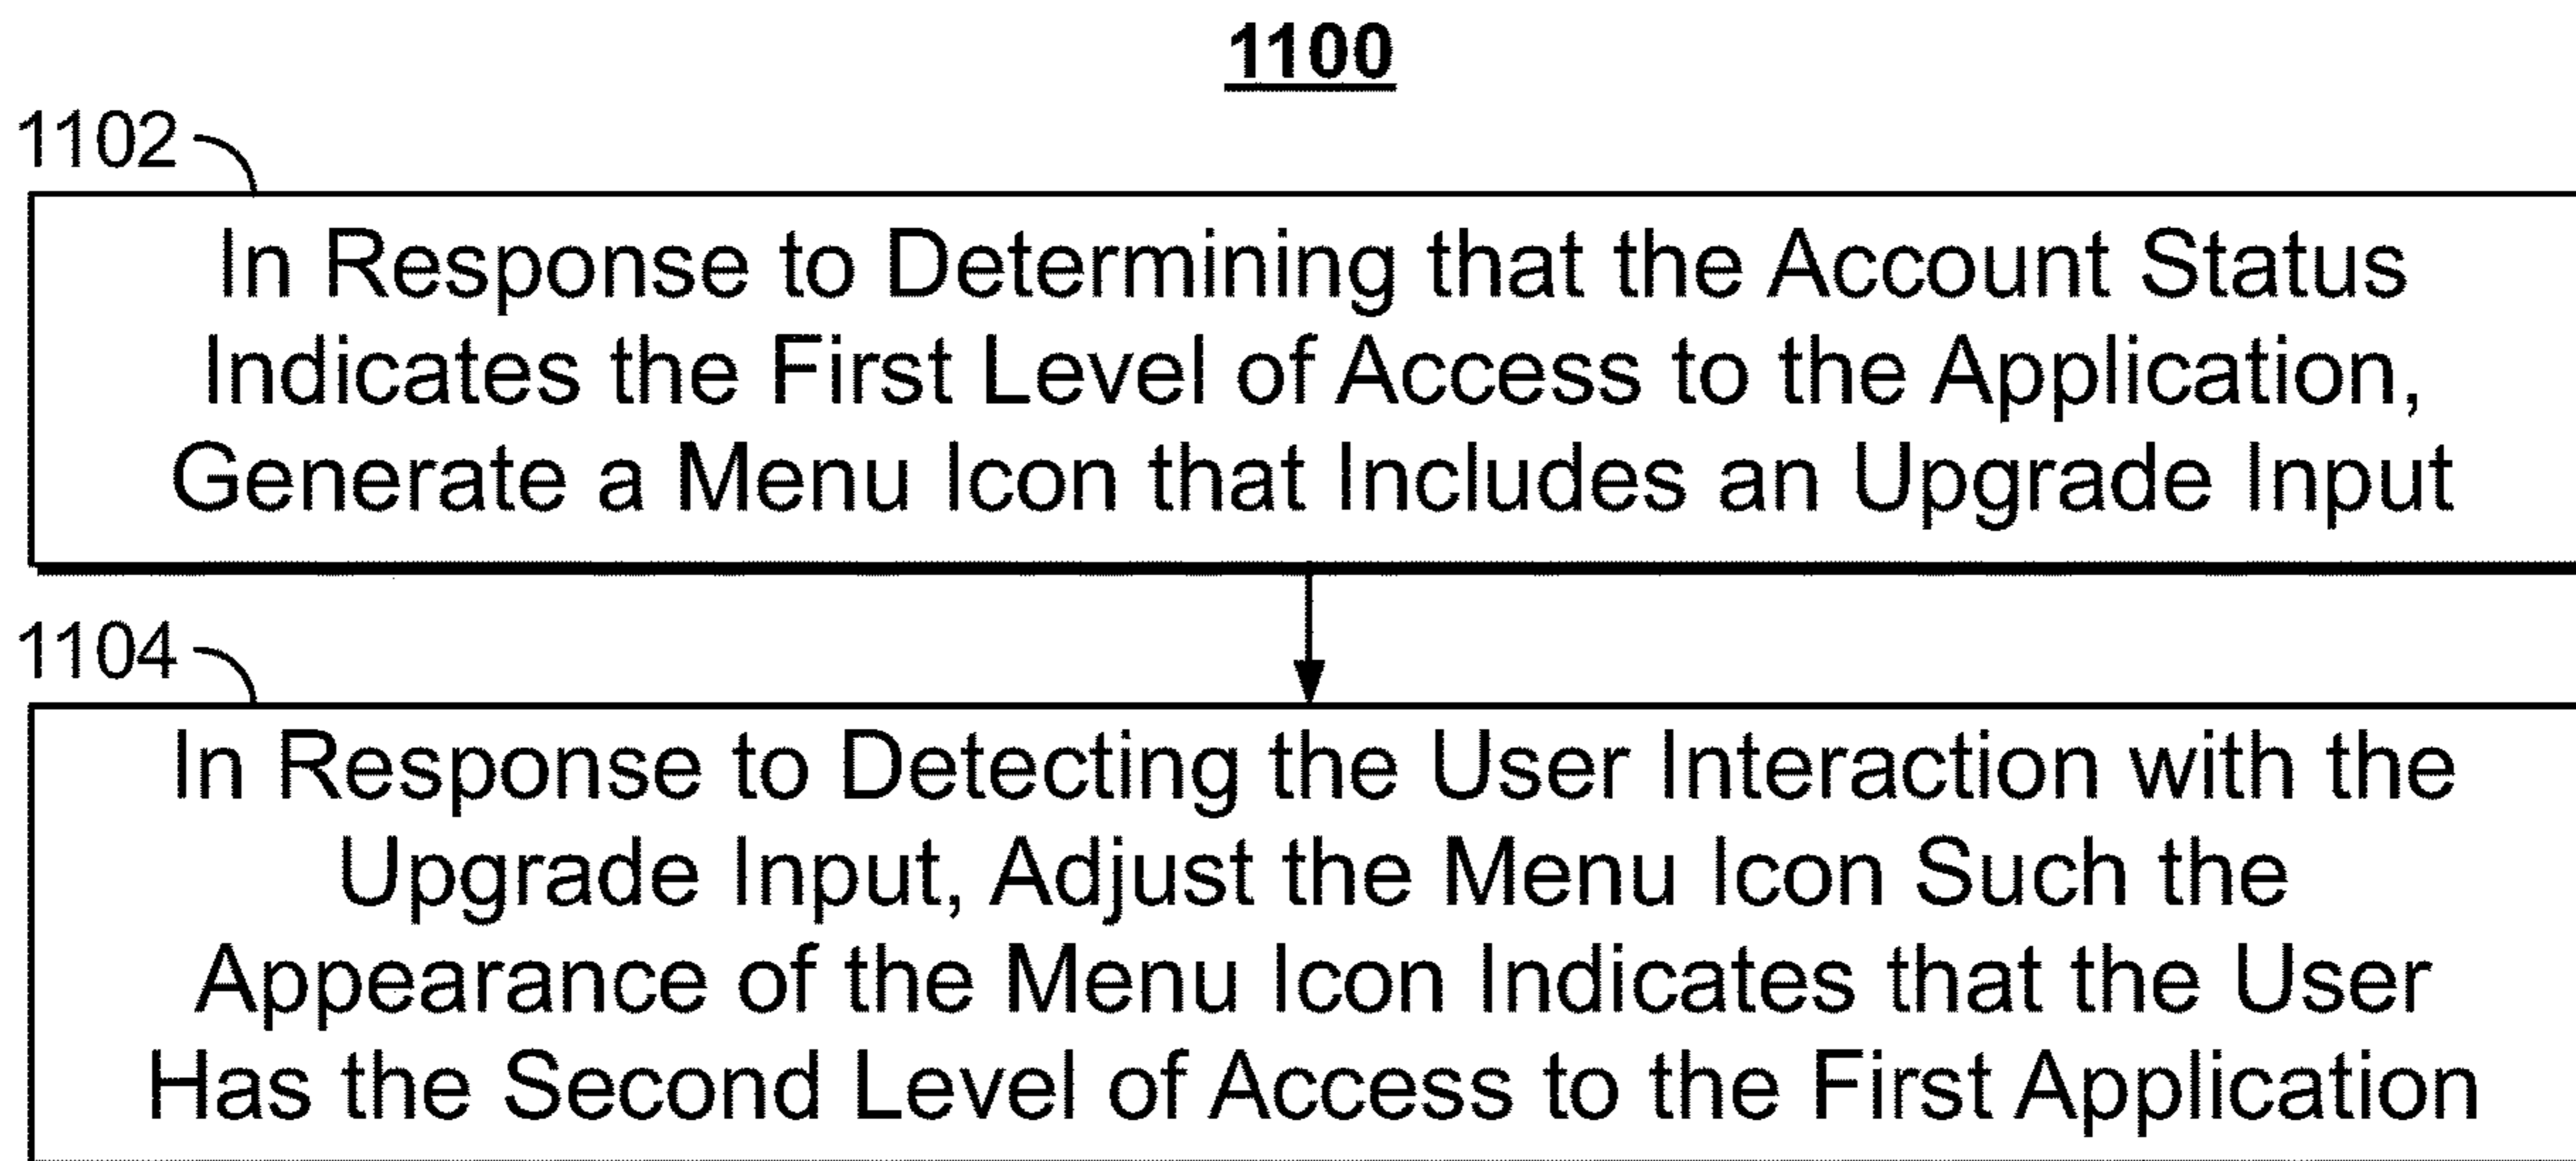 1100
1102
In Response to Determining that the Account Status
Indicates the First Level of Access to the Application,
Generate a Menu Icon that Includes an Upgrade Input
1104
In Response to Detecting the User Interaction with the
Upgrade Input, Adjust the Menu Icon Such the
Appearance of the Menu Icon Indicates that the User
Has the Second Level of Access to the First Application